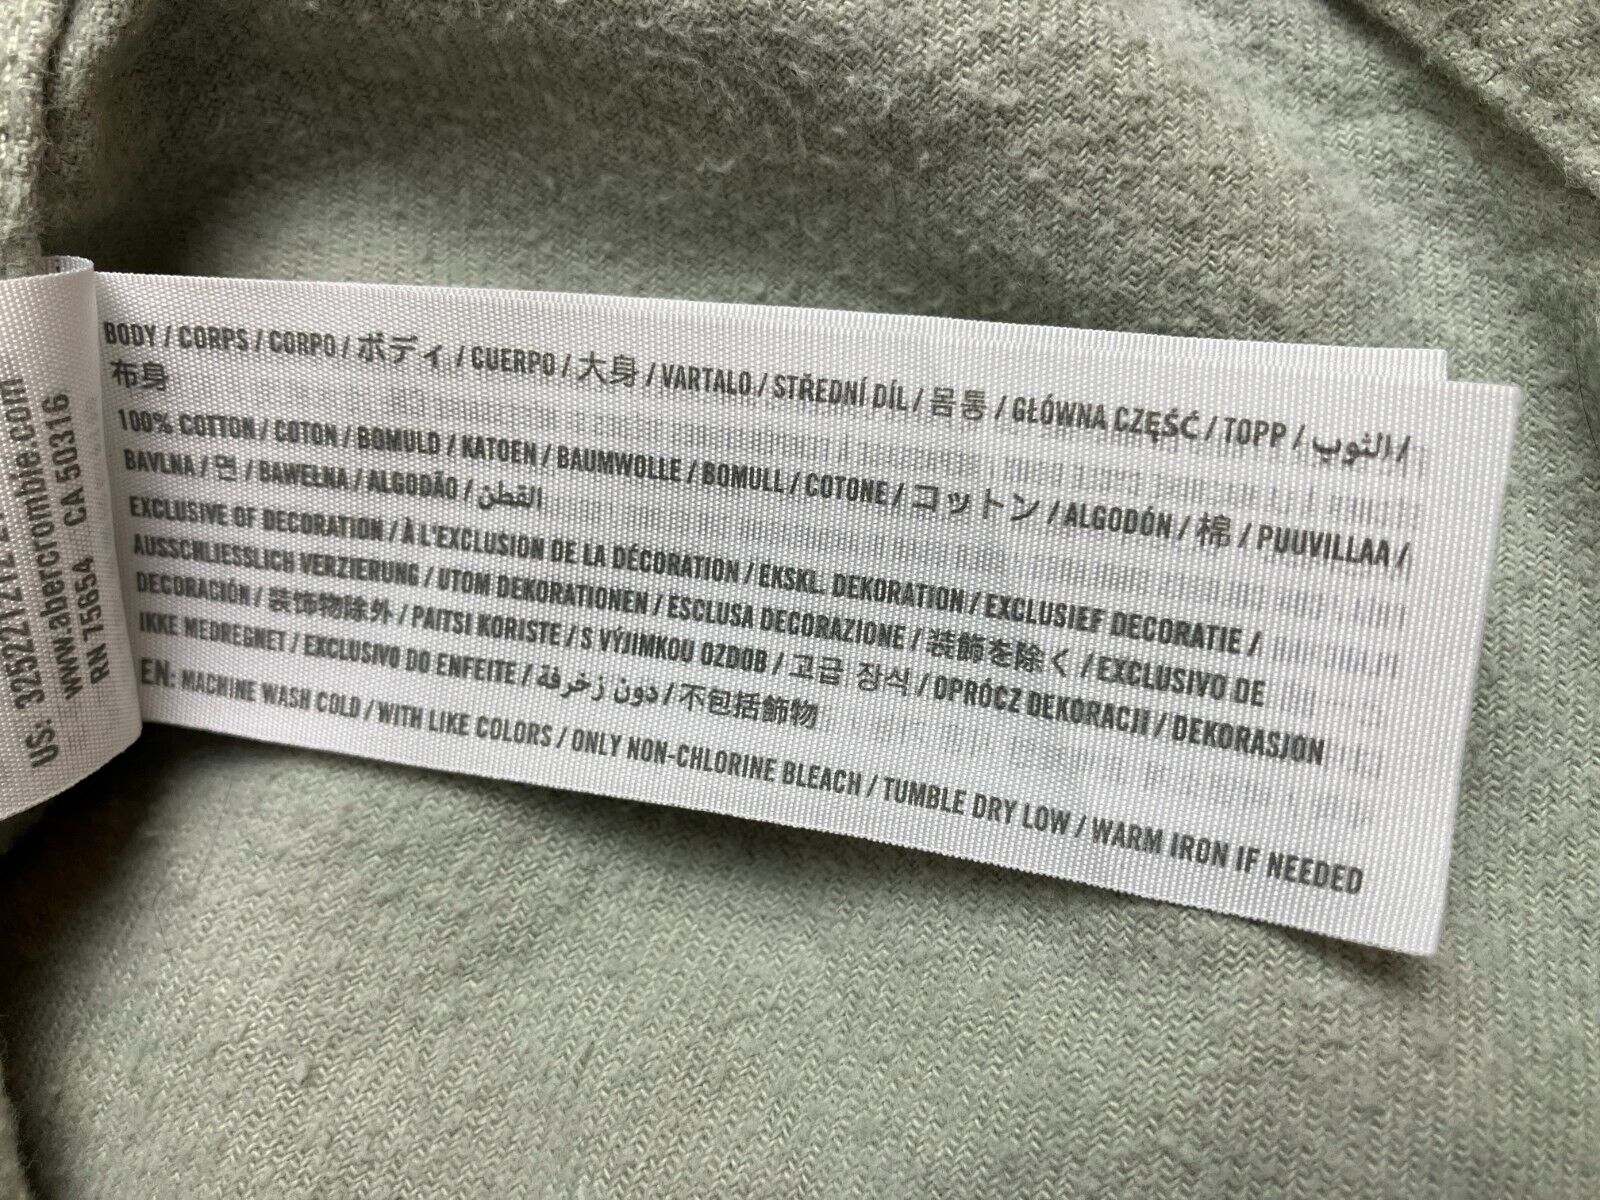 www.abercrombie.com
RN 75654 CA 50316
BODY / CORPS / CORPO / ボディ / CUERPO / 大身 / VARTALO / STŘEDNÍ DÍL / 몸통 / GŁÓWNA CZĘŚĆ / TOPP / الثوب /
布身
100% COTTON / COTON / BOMULD / KATOEN / BAUMWOLLE / BOMULL / COTONE / コットン / ALGODÓN / 棉 / PUUVILLAA /
BAVLNA / 면 / BAWEŁNA / ALGODÃO / القطن
EXCLUSIVE OF DECORATION / À L'EXCLUSION DE LA DÉCORATION / EKSKL. DEKORATION / EXCLUSIEF DECORATIE /
AUSSCHLIESSLICH VERZIERUNG / UTOM DEKORATIONEN / ESCLUSA DECORAZIONE / 装飾を除く / EXCLUSIVO DE
DECORACIÓN / 装饰物除外 / PAITSI KORISTE / S VÝJIMKOU OZDOB / 고급 장식 / OPRÓCZ DEKORACJI / DEKORASJON
IKKE MEDREGNET / EXCLUSIVO DO ENFEITE / دون زخرفة / 不包括飾物
EN: MACHINE WASH COLD / WITH LIKE COLORS / ONLY NON-CHLORINE BLEACH / TUMBLE DRY LOW / WARM IRON IF NEEDED